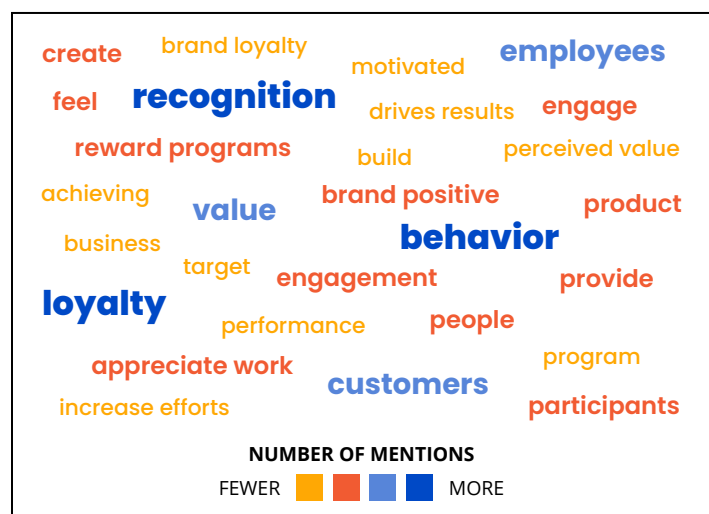 create
brand loyalty
motivated
employees
feel
recognition
drives results
engage
reward programs
build
perceived value
achieving
value
brand positive
product
business
behavior
target
engagement
provide
loyalty
performance
people
appreciate work
customers
program
increase efforts
participants
NUMBER OF MENTIONS
FEWER MORE